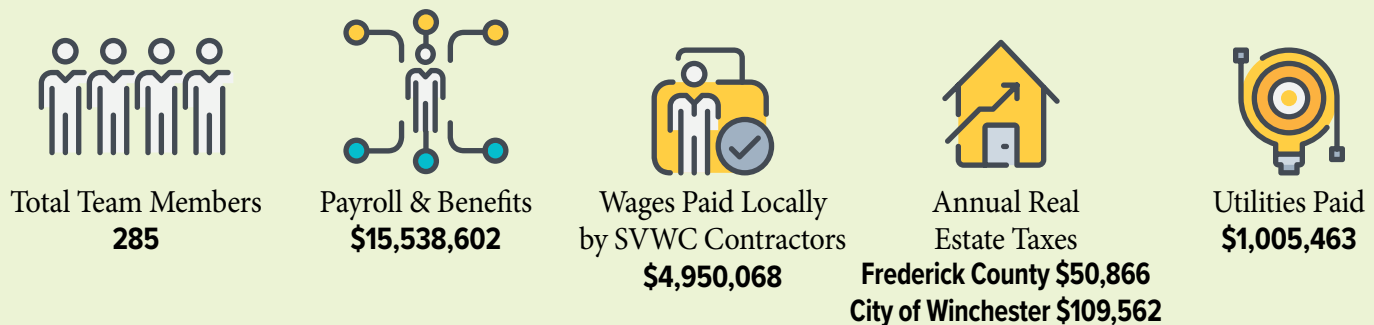 Total Team Members
285
Payroll & Benefits
$15,538,602
Wages Paid Locally
by SVWC Contractors
$4,950,068
Annual Real
Estate Taxes
Frederick County $50,866
City of Winchester $109,562
Utilities Paid
$1,005,463